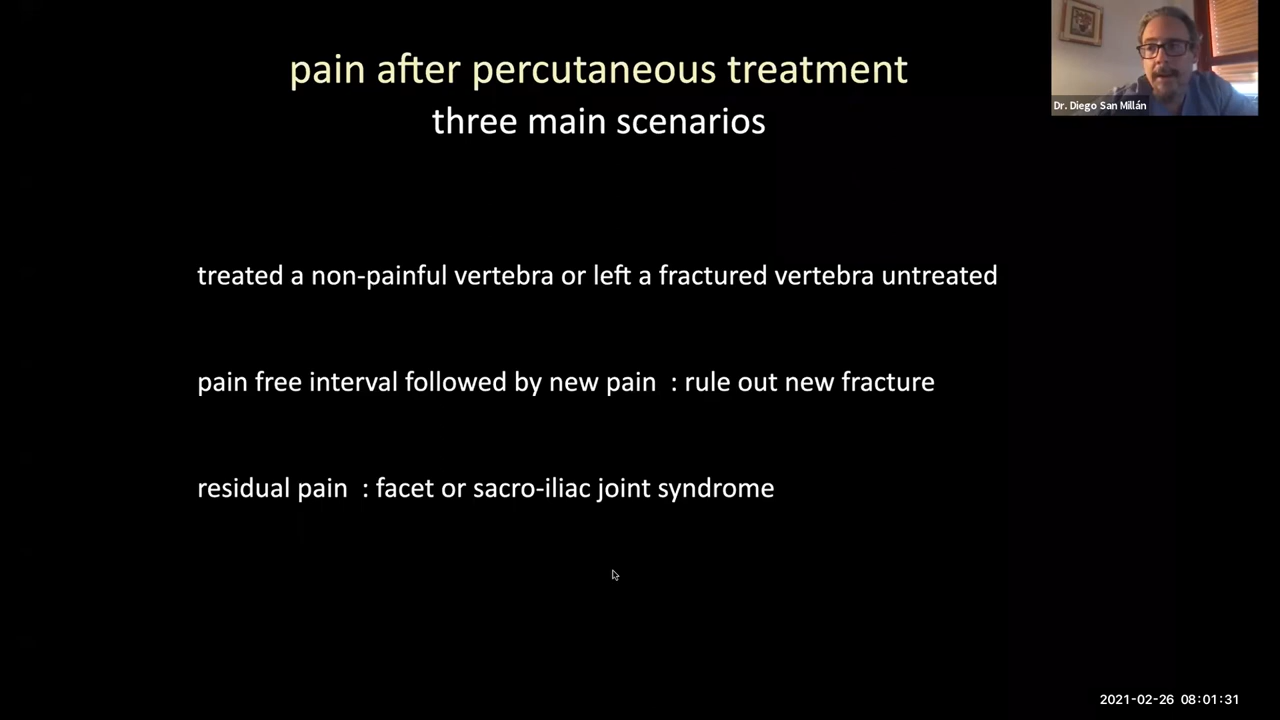 pain after percutaneous treatment
three main scenarios
Dr. Diego San Millán
treated a non-painful vertebra or left a fractured vertebra untreated
pain free interval followed by new pain : rule out new fracture
residual pain : facet or sacro-iliac joint syndrome
2021-02-26 08:01:31